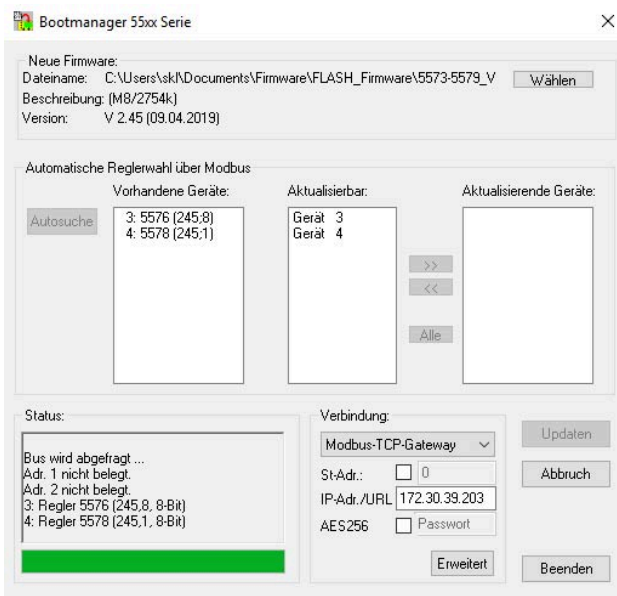 Bootmanager 55xx Serie
Neue Firmware:
Dateiname: C:\Users\skl\Documents\Firmware\FLASH_Firmware\5573-5579_V
Wählen
Beschreibung: (M8/2754k)
Version: V 2.45 (09.04.2019)
Automatische Reglerwahl über Modbus
Vorhandene Geräte: Aktualisierbar: Aktualisierende Geräte:
Autosuche
3: 5576 (245;8) Gerät 3
4: 5578 (245;1) Gerät 4
>>
<<
Alle
Status:
Bus wird abgefragt ...
Adr. 1 nicht belegt.
Adr. 2 nicht belegt.
3: Regler 5576 (245,8, 8-Bit)
4: Regler 5578 (245,1, 8-Bit)
Verbindung:
Modbus-TCP-Gateway
St-Adr.: 0
IP-Adr./URL 172.30.39.203
AES256 Passwort
Erweitert
Updaten
Abbruch
Beenden